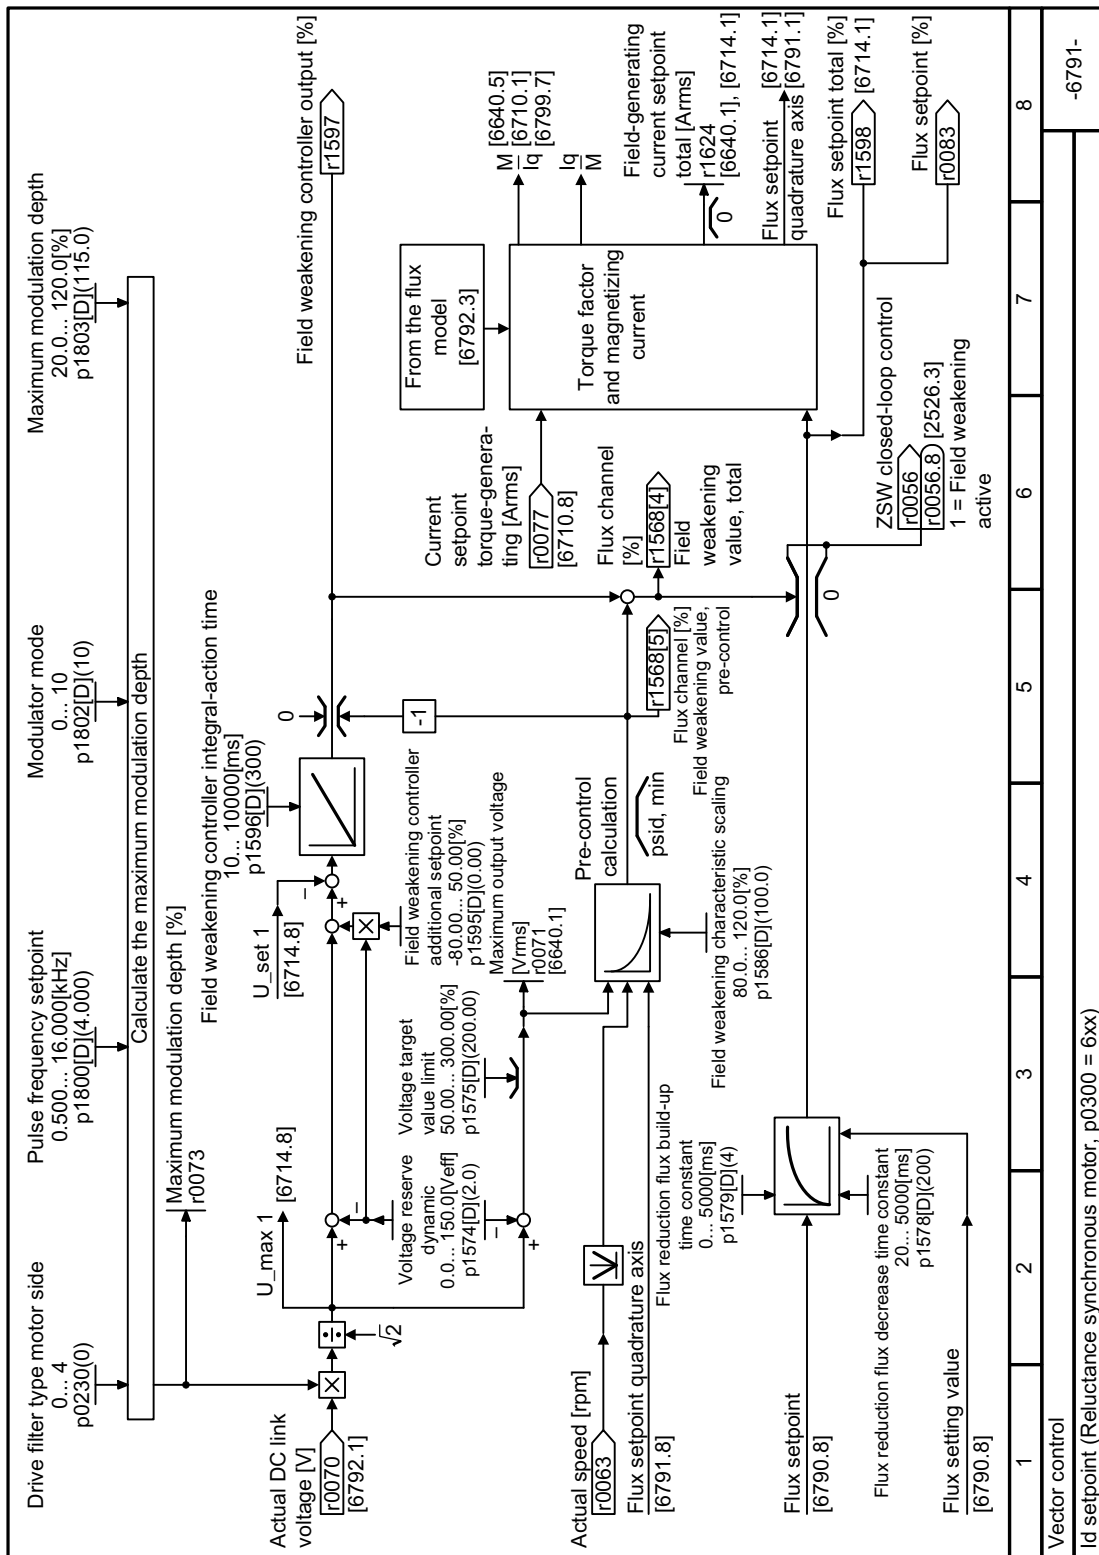 Drive filter type motor side
0... 4
p0230(0)
Pulse frequency setpoint
0.500... 16.000[kHz]
p1800[D](4.000)
Modulator mode
0... 10
p1802[D](10)
Maximum modulation depth
20.0... 120.0[%]
p1803[D](115.0)
Calculate the maximum modulation depth
Maximum modulation depth [%]
r0073
Field weakening controller integral-action time
10... 10000[ms]
p1596[D](300)
Field weakening controller output [%]
r1597
U_max 1 [6714.8]
U_set 1
[6714.8]
0
Actual DC link
voltage [V]
r0070
[6792.1]
×
÷
√2
+
–
+
–
+
×
-1
Voltage reserve
dynamic
0.0... 150.0[Veff]
p1574[D](2.0)
–
+
Voltage target
value limit
50.00... 300.00[%]
p1575[D](200.00)
Field weakening controller
additional setpoint
-80.00... 50.00[%]
p1595[D](0.00)
Maximum output voltage
[Vrms]
r0071
[6640.1]
From the flux
model
[6792.3]
M
Iq
[6640.5]
[6710.1]
[6799.7]
Iq
M
Current
setpoint
torque-genera-
ting [Arms]
r0077
[6710.8]
Torque factor
and magnetizing
current
Field-generating
current setpoint
total [Arms]
r1624
[6640.1], [6714.1]
0
Flux setpoint
quadrature axis
[6714.1]
[6791.1]
Flux channel
[%]
r1568[4]
Field
weakening
value, total
Actual speed [rpm]
r0063
Flux setpoint quadrature axis
[6791.8]
Pre-control
calculation
psid, min
r1568[5]
Flux channel [%]
Field weakening value,
pre-control
Field weakening characteristic scaling
80.0... 120.0[%]
p1586[D](100.0)
Flux reduction flux build-up
time constant
0... 5000[ms]
p1579[D](4)
Flux setpoint
[6790.8]
Flux reduction flux decrease time constant
20... 5000[ms]
p1578[D](200)
Flux setting value
[6790.8]
0
Flux setpoint total [%]
r1598
[6714.1]
Flux setpoint [%]
r0083
ZSW closed-loop control
r0056
r0056.8
[2526.3]
1 = Field weakening
active
1
2
3
4
5
6
7
8
Vector control
-6791-
Id setpoint (Reluctance synchronous motor, p0300 = 6xx)